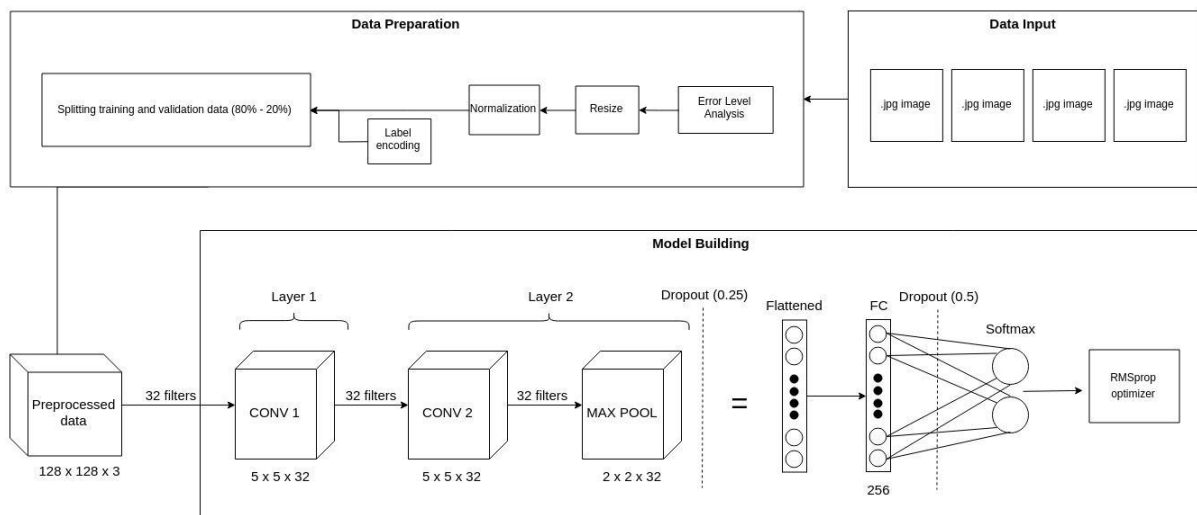 Data Preparation
Data Input
Splitting training and validation data (80% - 20%)
Label
encoding
Normalization
Resize
Error Level
Analysis
.jpg image
.jpg image
.jpg image
.jpg image
Model Building
Layer 1
Layer 2
Dropout (0.25)
Flattened
FC
Dropout (0.5)
Softmax
Preprocessed
data
32 filters
CONV 1
32 filters
CONV 2
32 filters
MAX POOL
=
RMSprop
optimizer
128 x 128 x 3
5 x 5 x 32
5 x 5 x 32
2 x 2 x 32
256